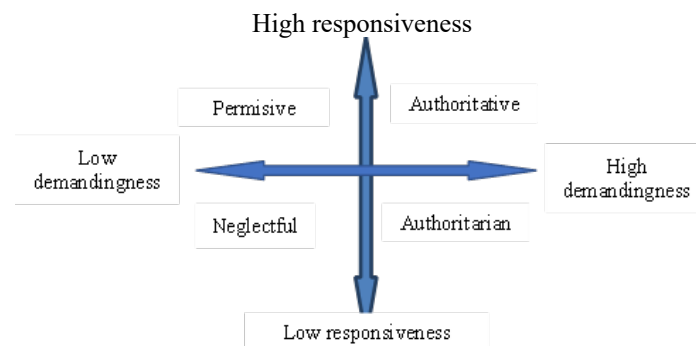 High responsiveness
Permisive
Authoritative
Low
demandingness
High
demandingness
Neglectful
Authoritarian
Low responsiveness